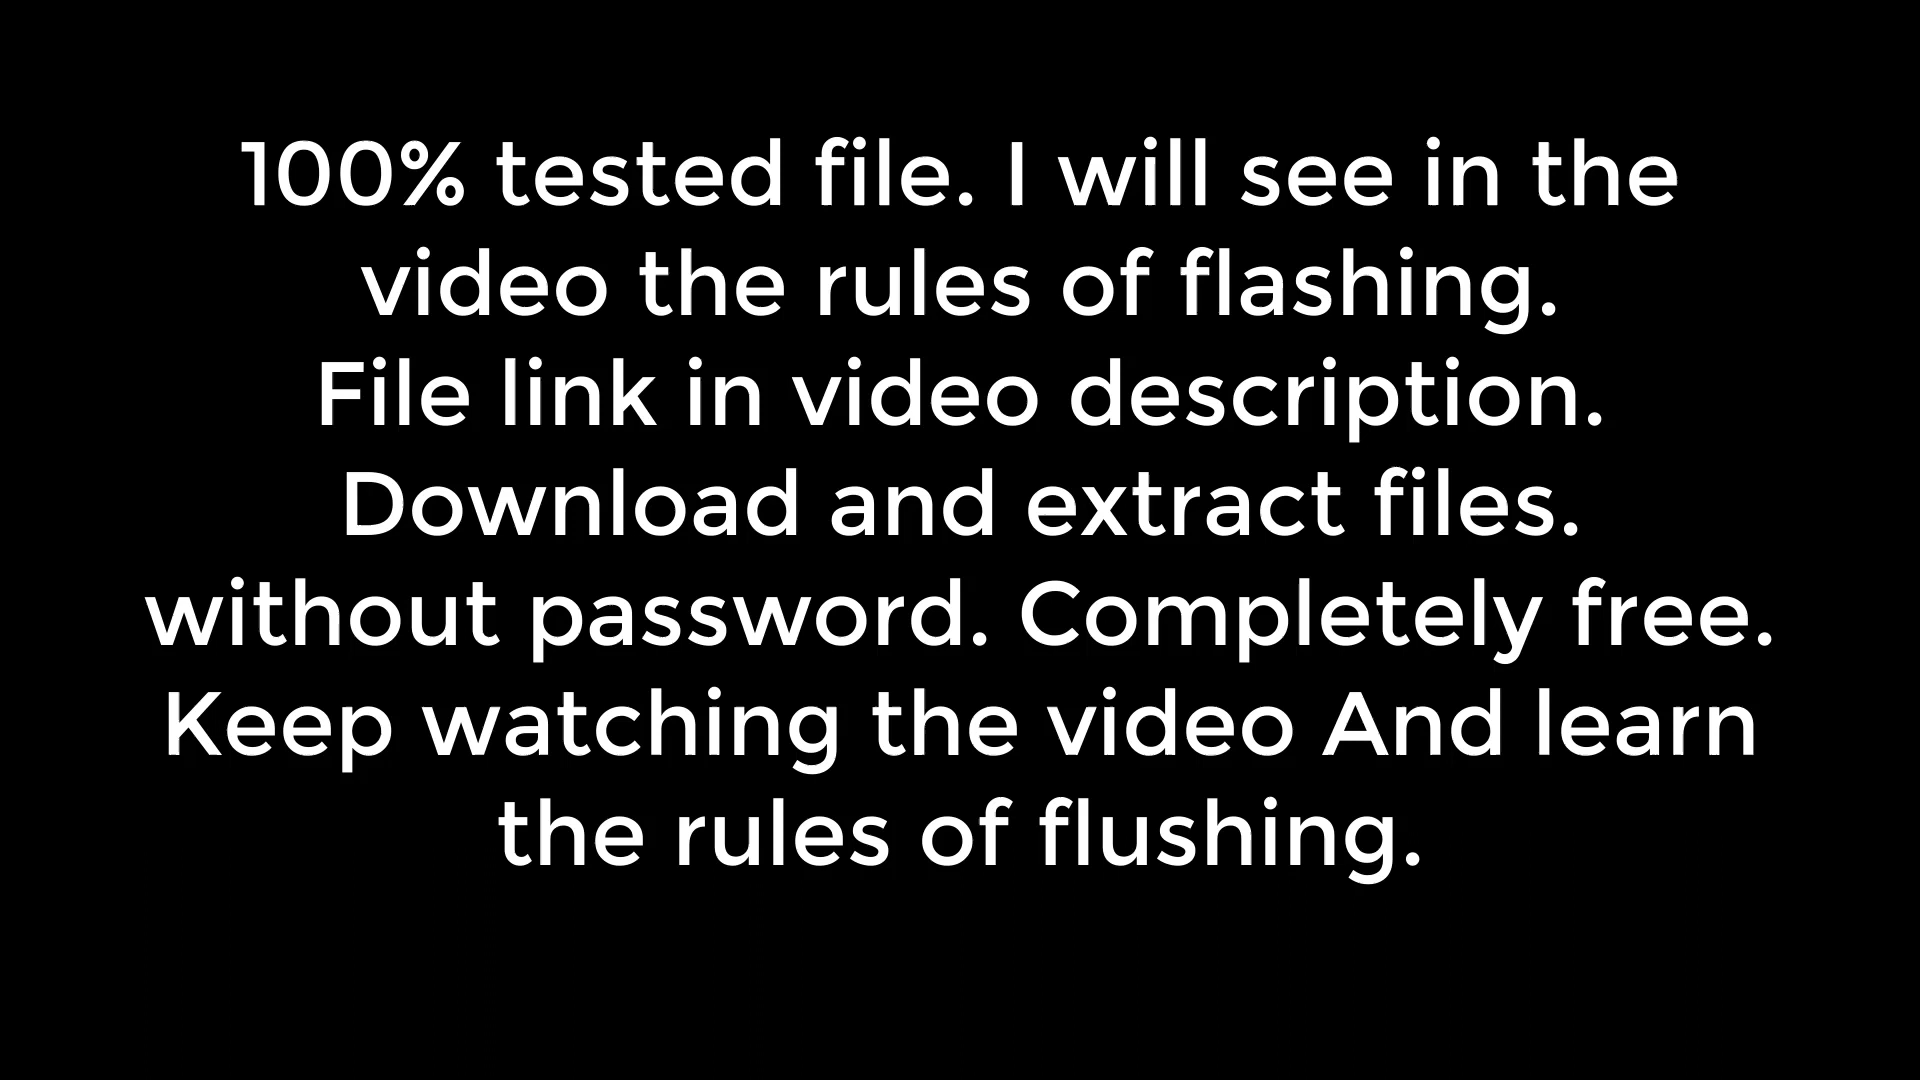 100% tested file. I will see in the
video the rules of flashing.
File link in video description.
Download and extract files.
without password. Completely free.
Keep watching the video And learn
the rules of flushing.